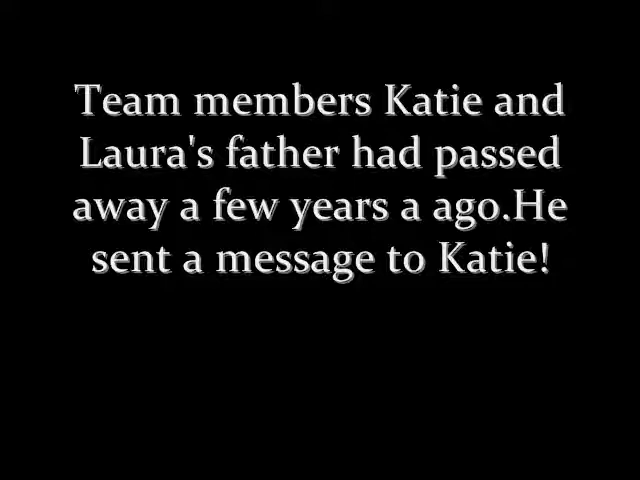 Team members Katie and
Laura's father had passed
away a few years a ago.He
sent a message to Katie!